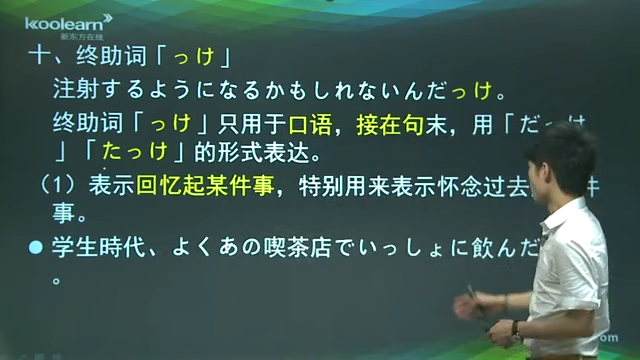 koolearn
新东方在线
十、终助词「っけ」
注射するようになるかもしれないんだっけ。
终助词「っけ」只用于口语，接在句末，用「だっけ
」「たっけ」的形式表达。
（1）表示回忆起某件事，特别用来表示怀念过去 件
事。
●学生時代、よくあの喫茶店でいっしょに飲んだ
。
om